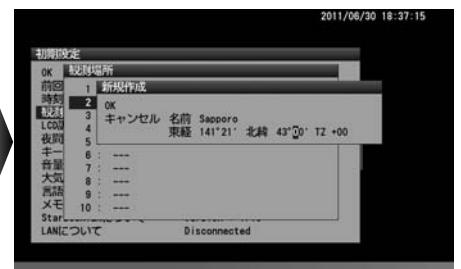 2011/06/30 18:37:15
初期設定
OK 観測場所
前回 1 新規作成
時刻 2 OK
観測 3 キャンセル 名前 Sapporo
LCD 4 東経 141°21' 北緯 43°00' TZ +00
夜間 5
キー 6 : ---
音量 7 : ---
大気 8 : ---
言語 9 : ---
メモ 10 : ---
Star
LANについて Disconnected